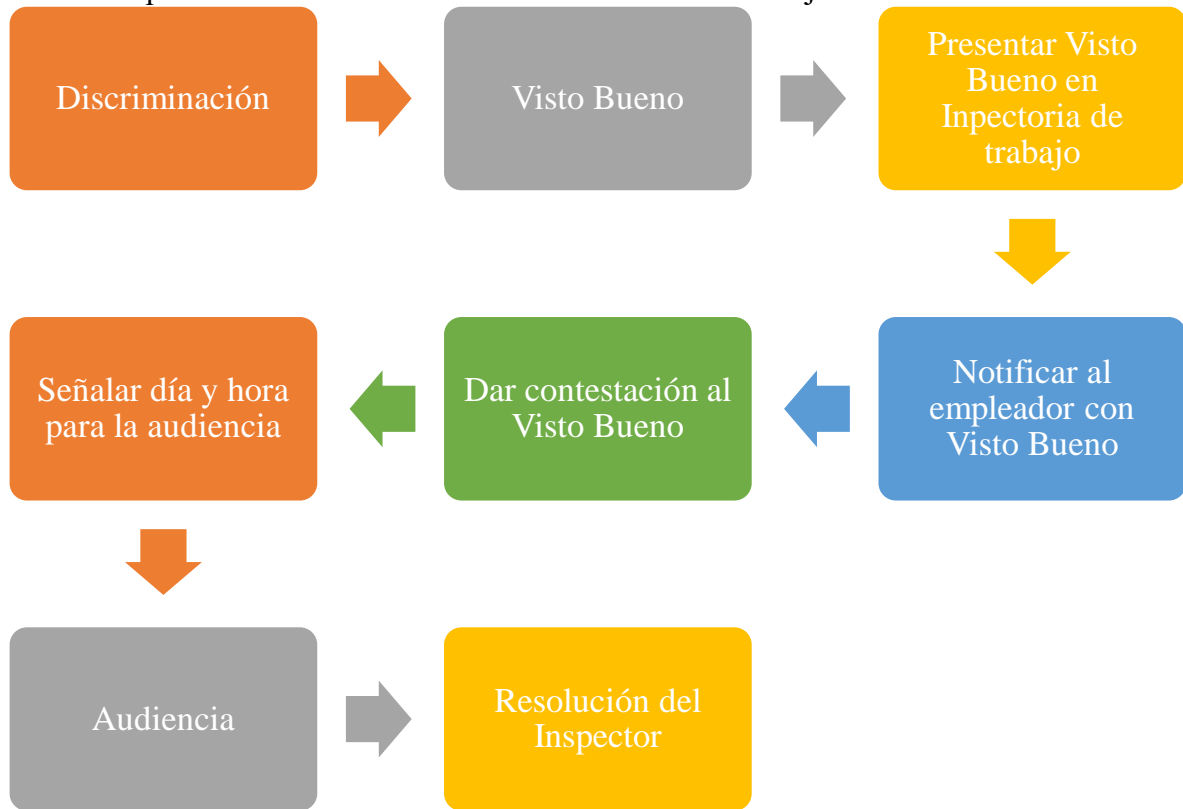 Discriminación
Visto Bueno
Presentar Visto
Bueno en
Inpectoria de
trabajo
Notificar al
empleador con
Visto Bueno
Dar contestación al
Visto Bueno
Señalar día y hora
para la audiencia
Audiencia
Resolución del
Inspector